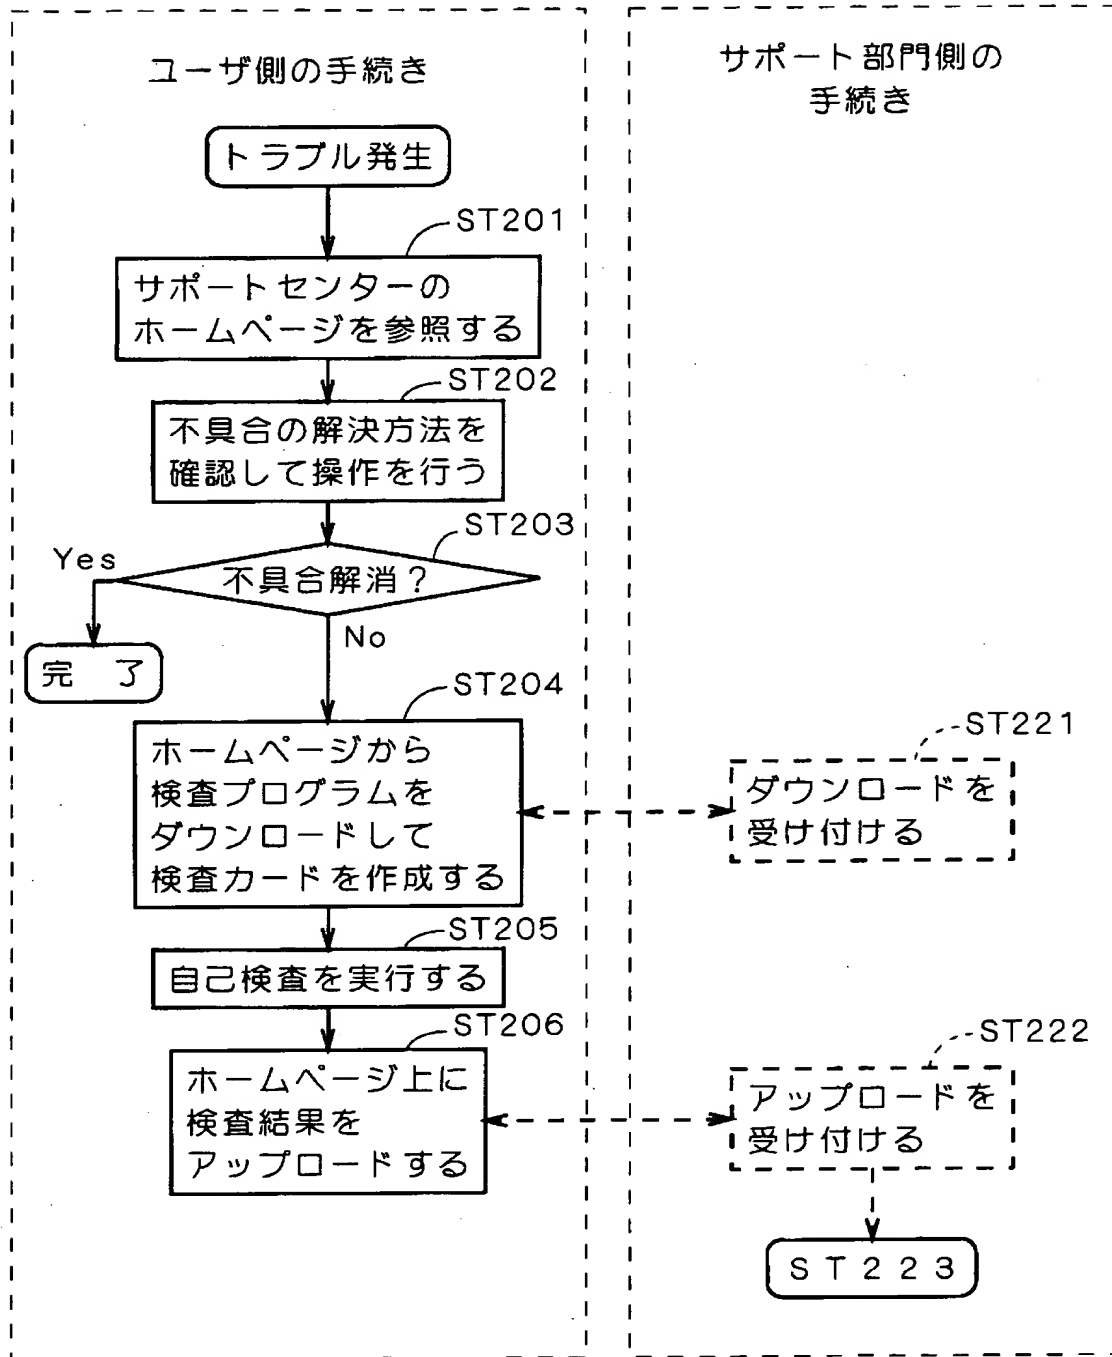 ユーザ側の手続き
トラブル発生
ST201
サポートセンターの
ホームページを参照する
ST202
不具合の解決方法を
確認して操作を行う
ST203
不具合解消？
Yes
完　了
No
ST204
ホームページから
検査プログラムを
ダウンロードして
検査カードを作成する
ST205
自己検査を実行する
ST206
ホームページ上に
検査結果を
アップロードする
サポート部門側の
手続き
ST221
ダウンロードを
受け付ける
ST222
アップロードを
受け付ける
ＳＴ２２３